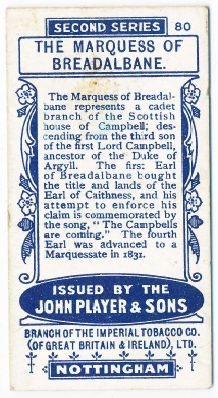 SECOND SERIES 80
THE MARQUESS OF
BREADALBANE.
The Marquess of Breadal-
bane represents a cadet
branch of the Scottish
house of Campbell; des-
cending from the third son
of the first Lord Campbell,
ancestor of the Duke of
Argyll. The first Earl
of Breadalbane bought
the title and lands of the
Earl of Caithness, and his
attempt to enforce his
claim is commemorated by
the song, "The Campbells
are coming." The fourth
Earl was advanced to a
Marquessate in 1831.
ISSUED BY THE
JOHN PLAYER & SONS
BRANCH OF THE IMPERIAL TOBACCO CO.
(OF GREAT BRITAIN & IRELAND), LTD.
NOTTINGHAM